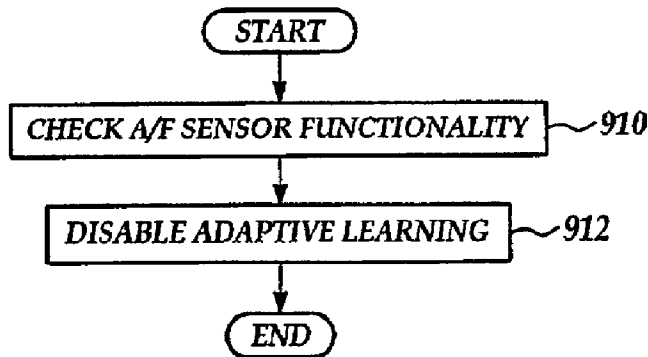 START
CHECK A/F SENSOR FUNCTIONALITY 910
DISABLE ADAPTIVE LEARNING 912
END